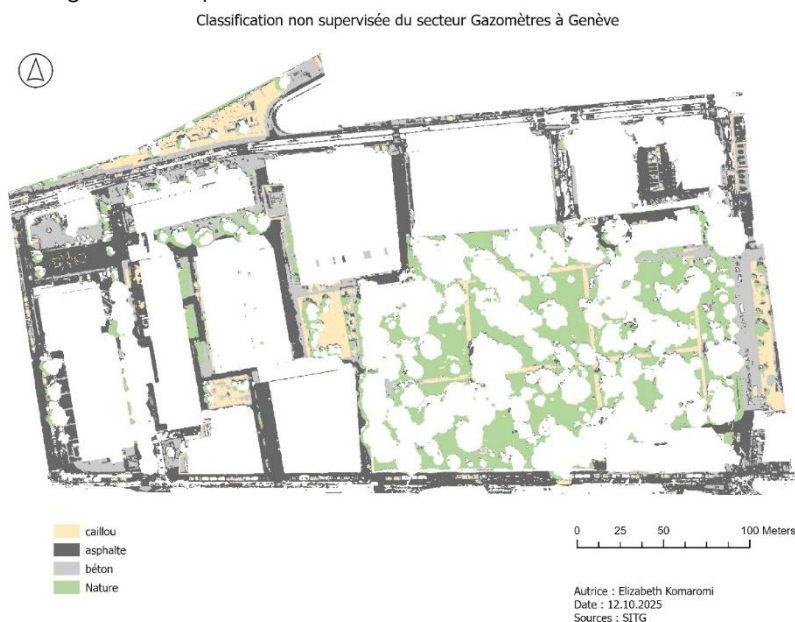 Classification non supervisée du secteur Gazomètres à Genève
caillou
asphalte
béton
Nature
0 25 50 100 Meters
Autrice : Elizabeth Komaromi
Date : 12.10.2025
Sources : SITG